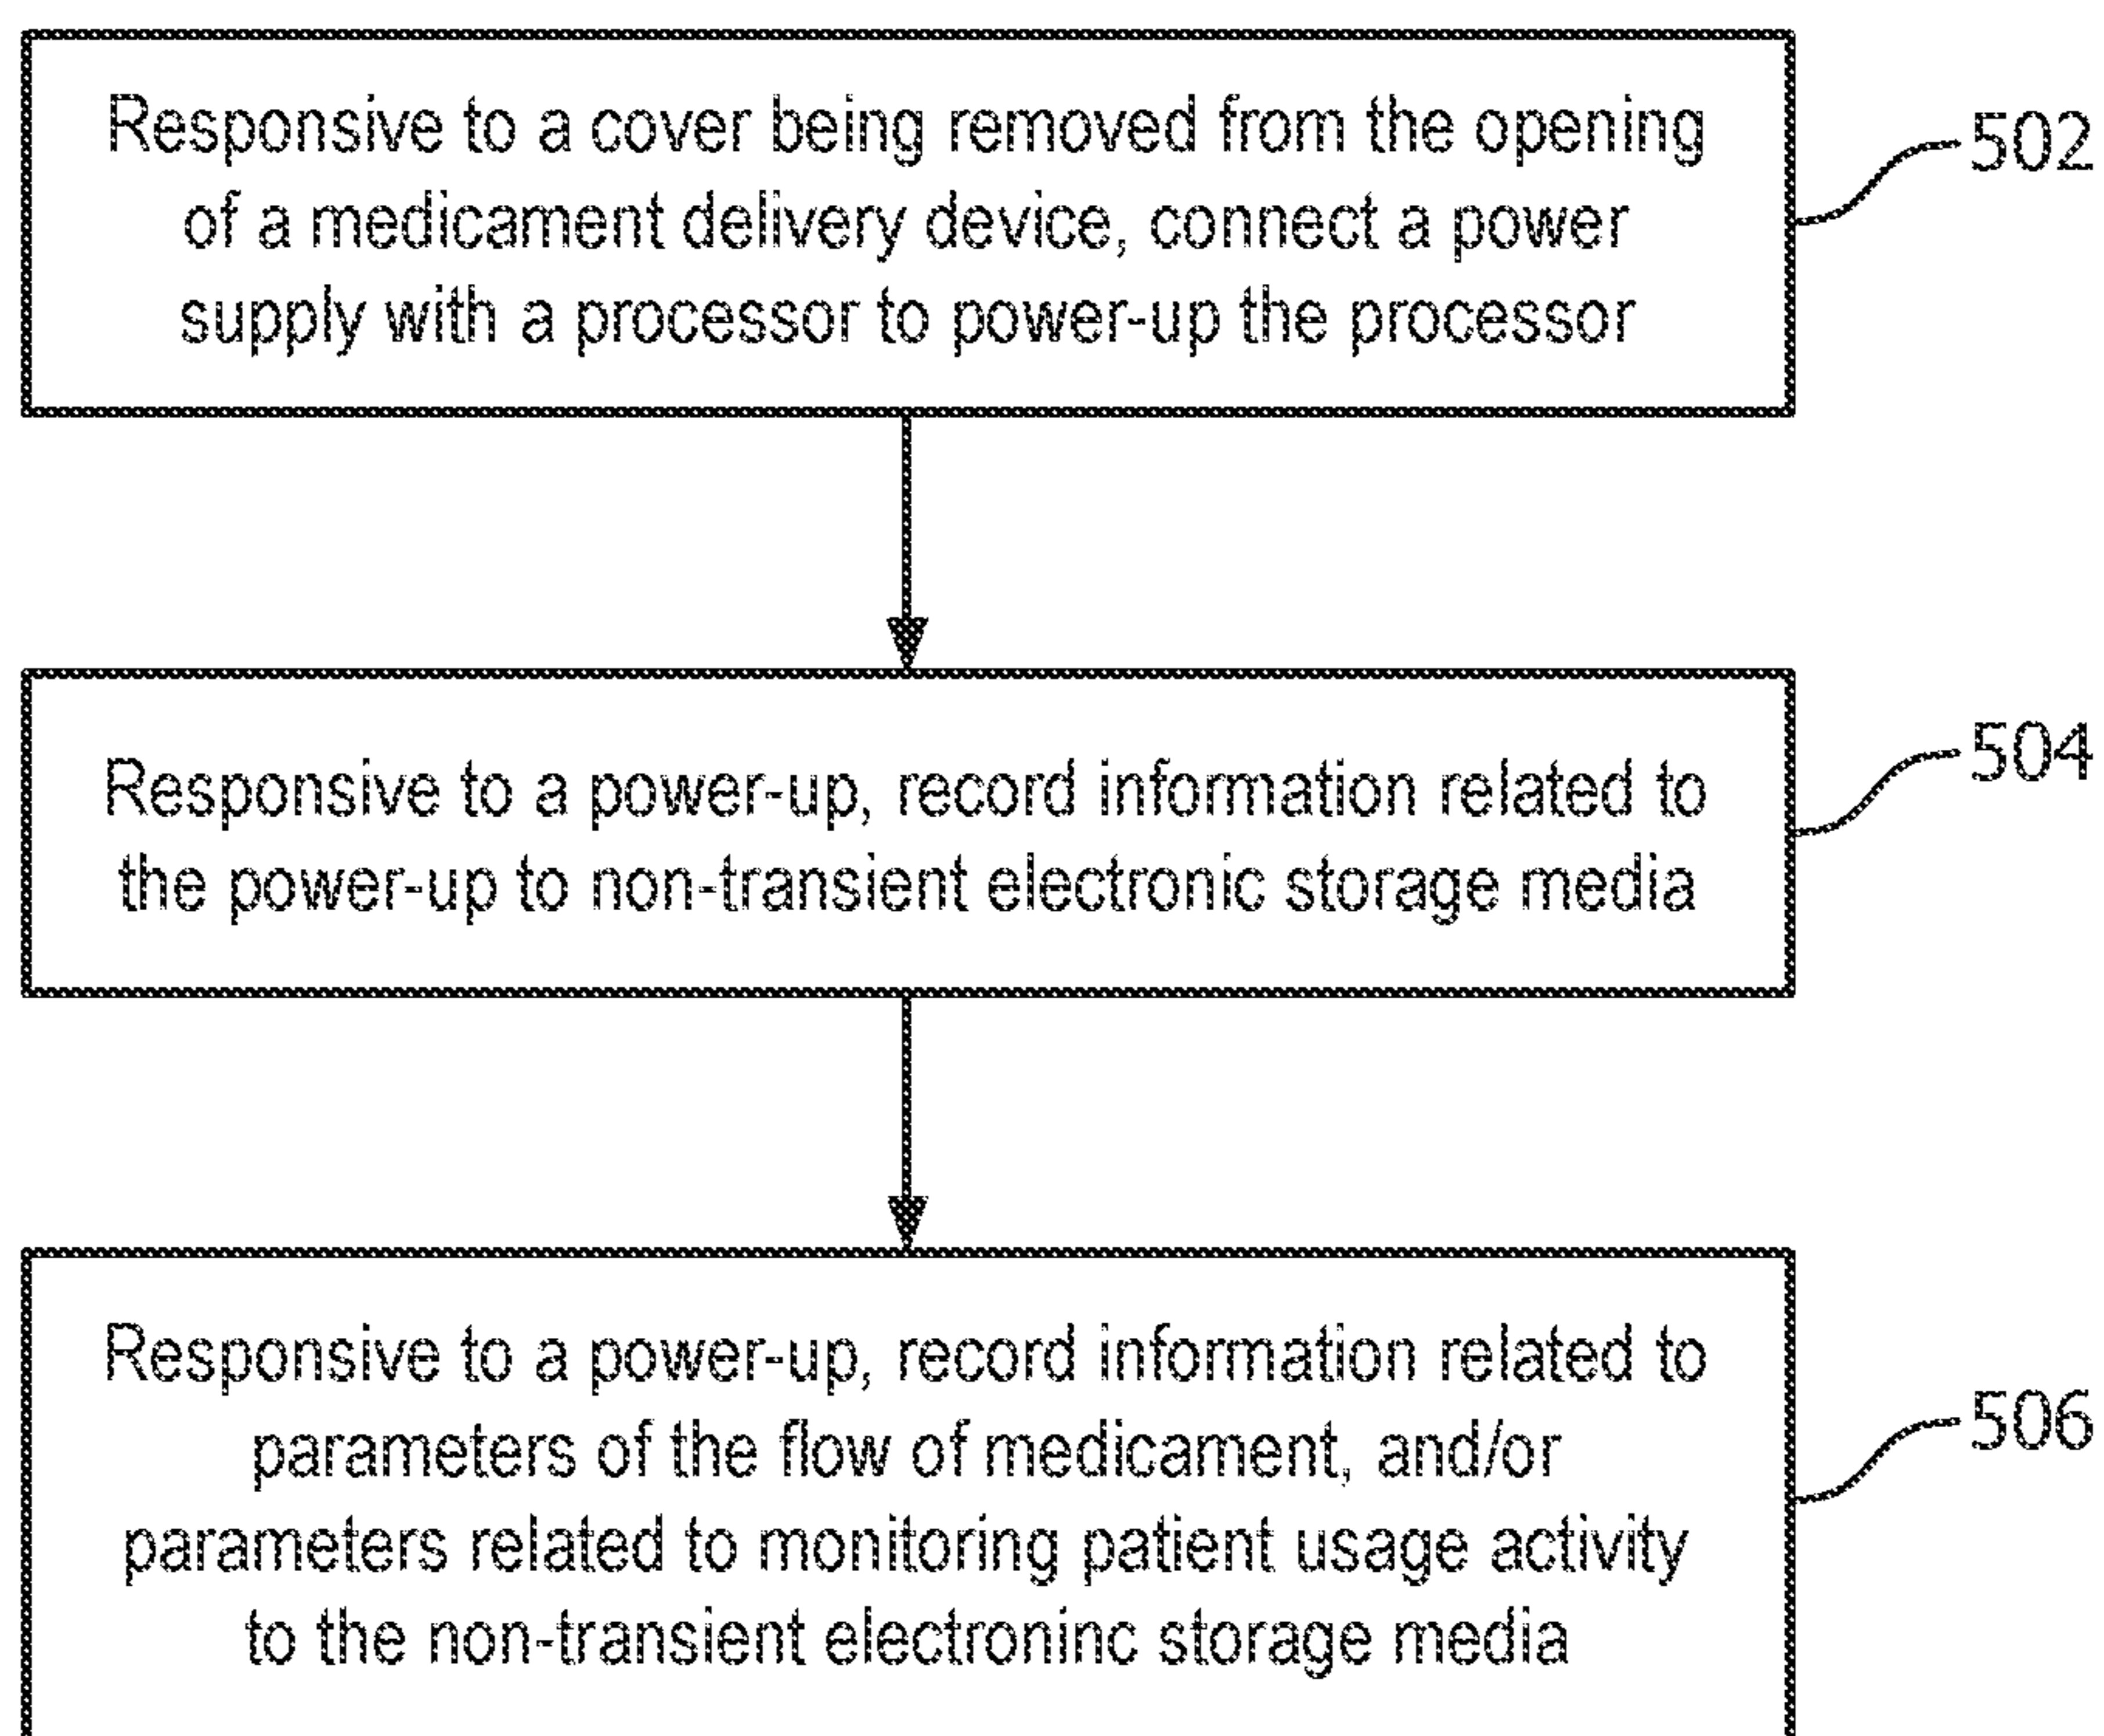 Responsive to a cover being removed from the opening
of a medicament delivery device, connect a power
supply with a processor to power-up the processor
502
Responsive to a power-up, record information related to
the power-up to non-transient electronic storage media
504
Responsive to a power-up, record information related to
parameters of the flow of medicament, and/or
parameters related to monitoring patient usage activity
to the non-transient electroninc storage media
506